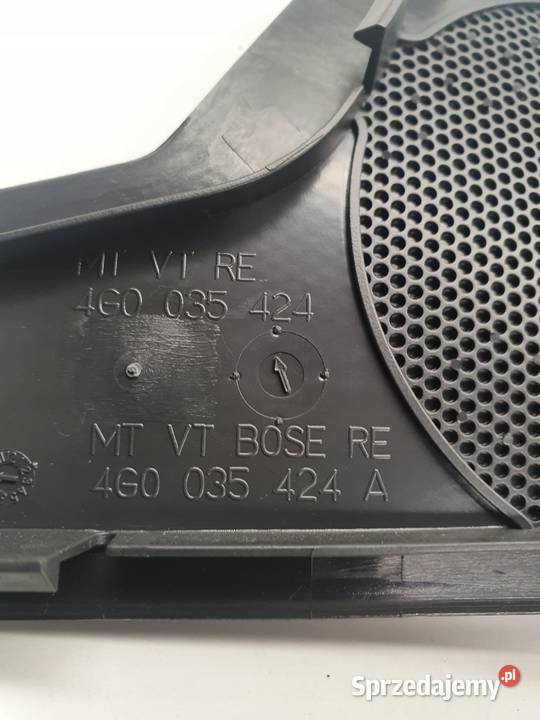 MT VT RE
4G0 035 424
MT VT BOSE RE
4G0 035 424 A
Sprzedajemy.pl